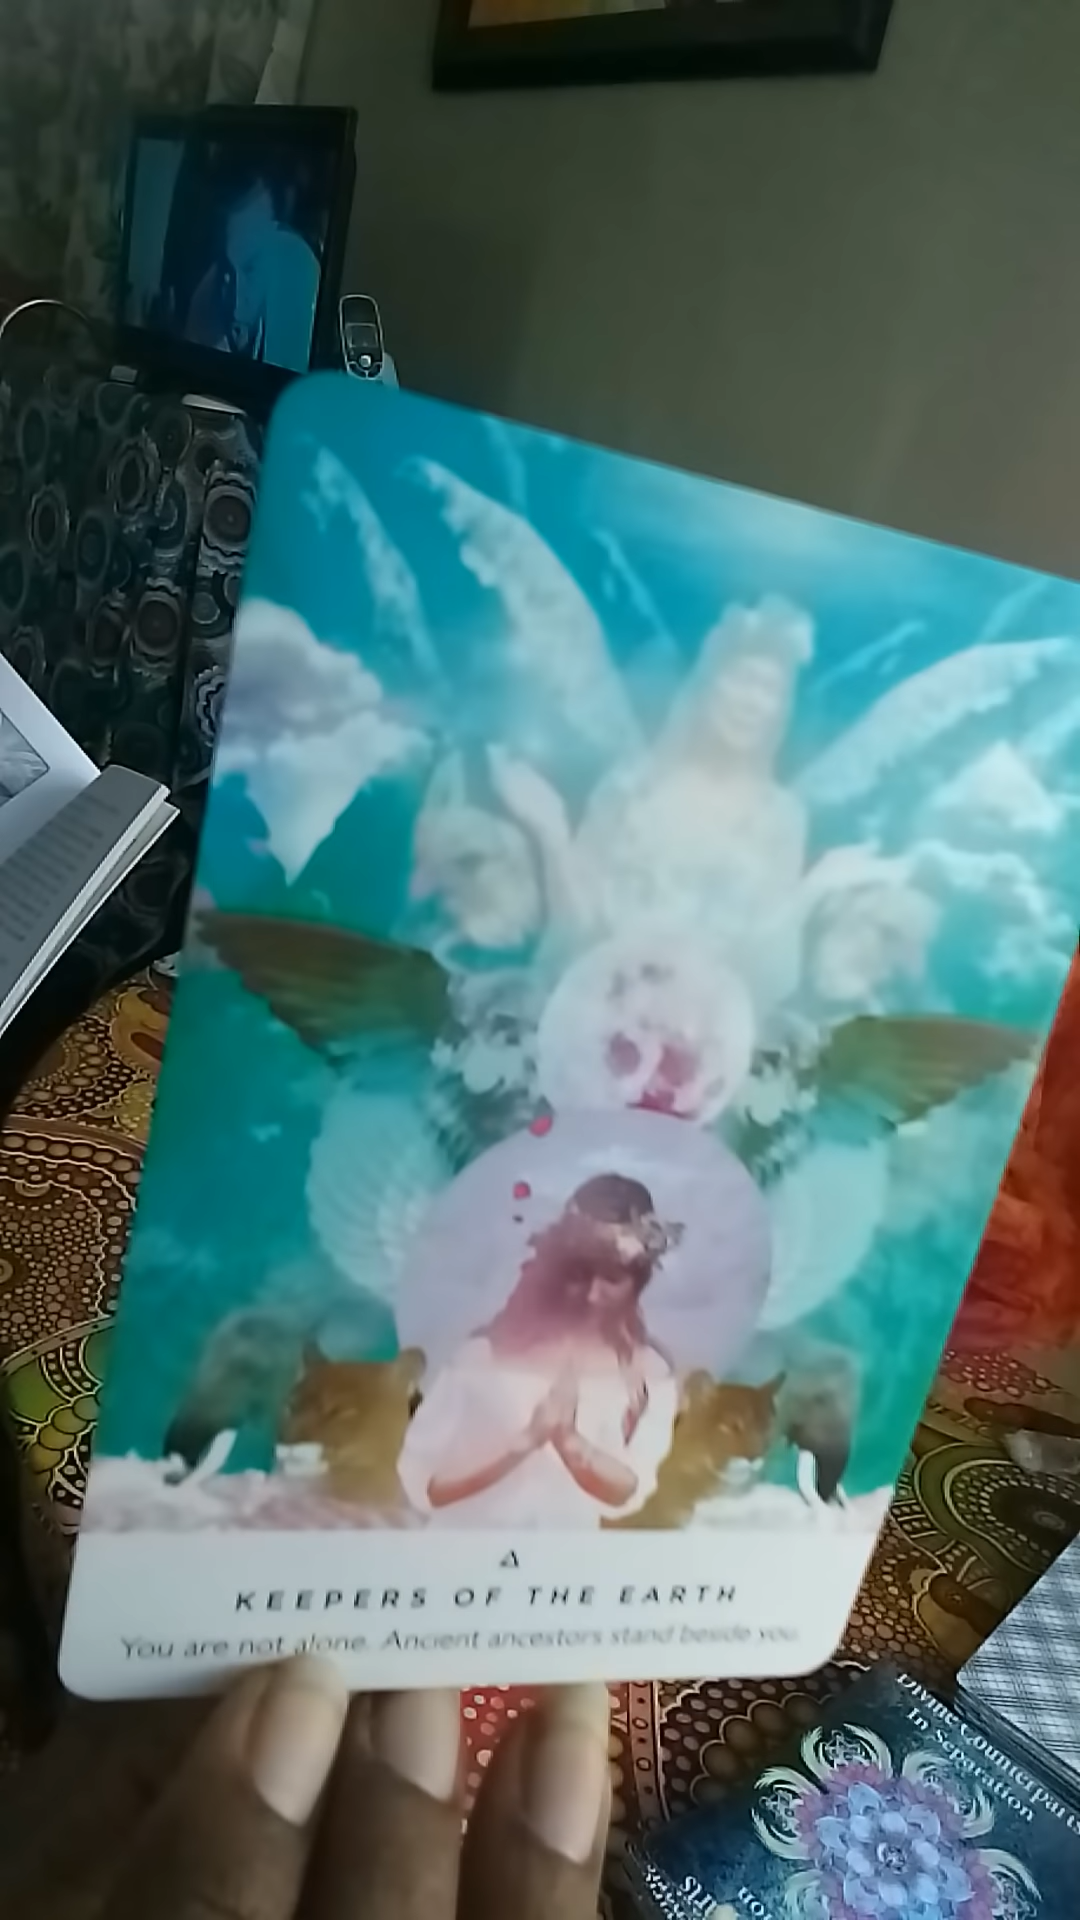 KEEPERS OF THE EARTH
You are not alone. Ancient ancestors stand beside you.
Divine Counterparts
In Separation